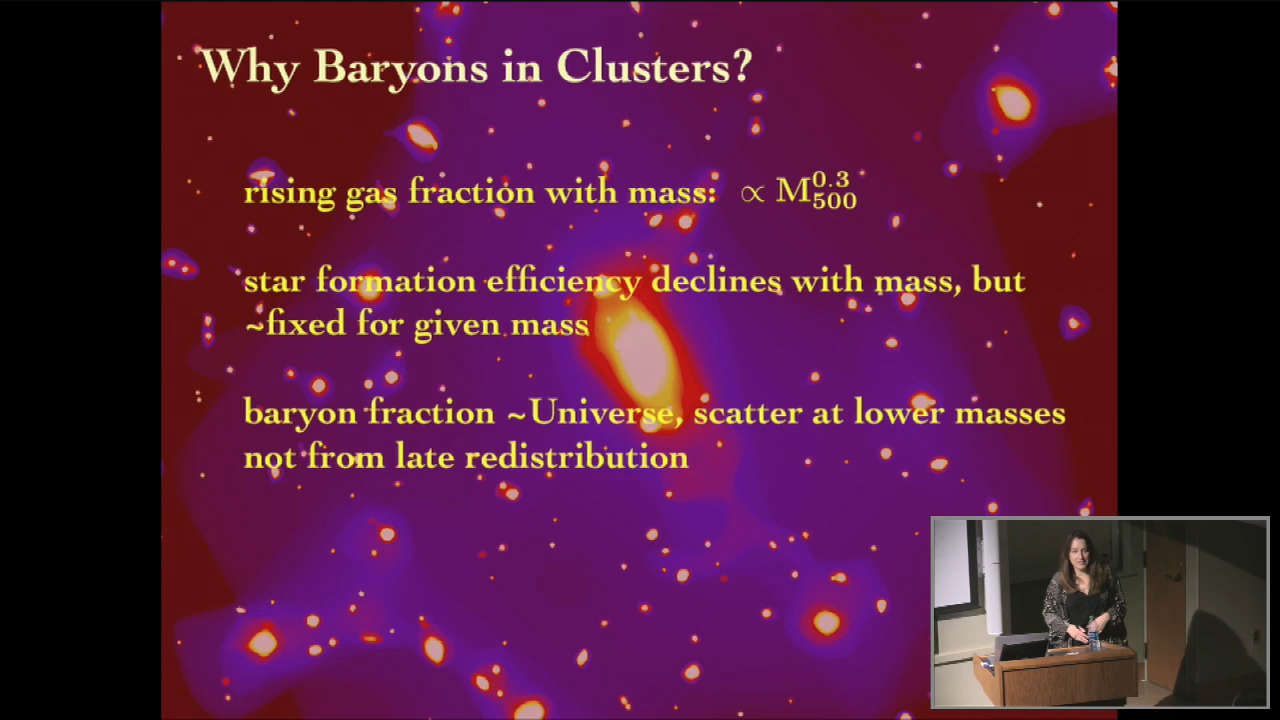 Why Baryons in Clusters?
rising gas fraction with mass: ∝ M_500^0.3
star formation efficiency declines with mass, but
~fixed for given mass
baryon fraction ~Universe, scatter at lower masses
not from late redistribution